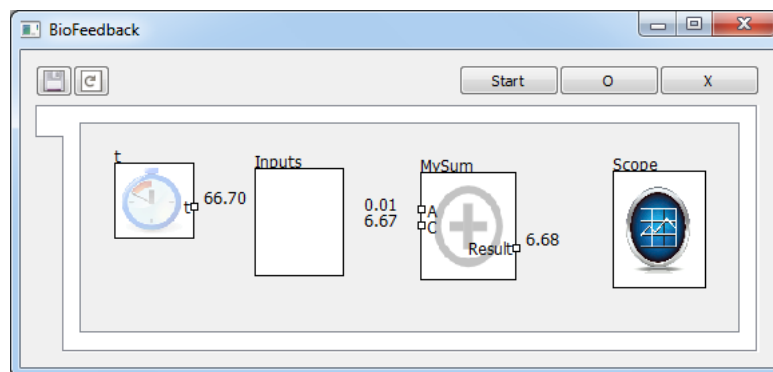 BioFeedback
Start O X
t Inputs MySum Scope
t 66.70
0.01 A
6.67 C
Result 6.68